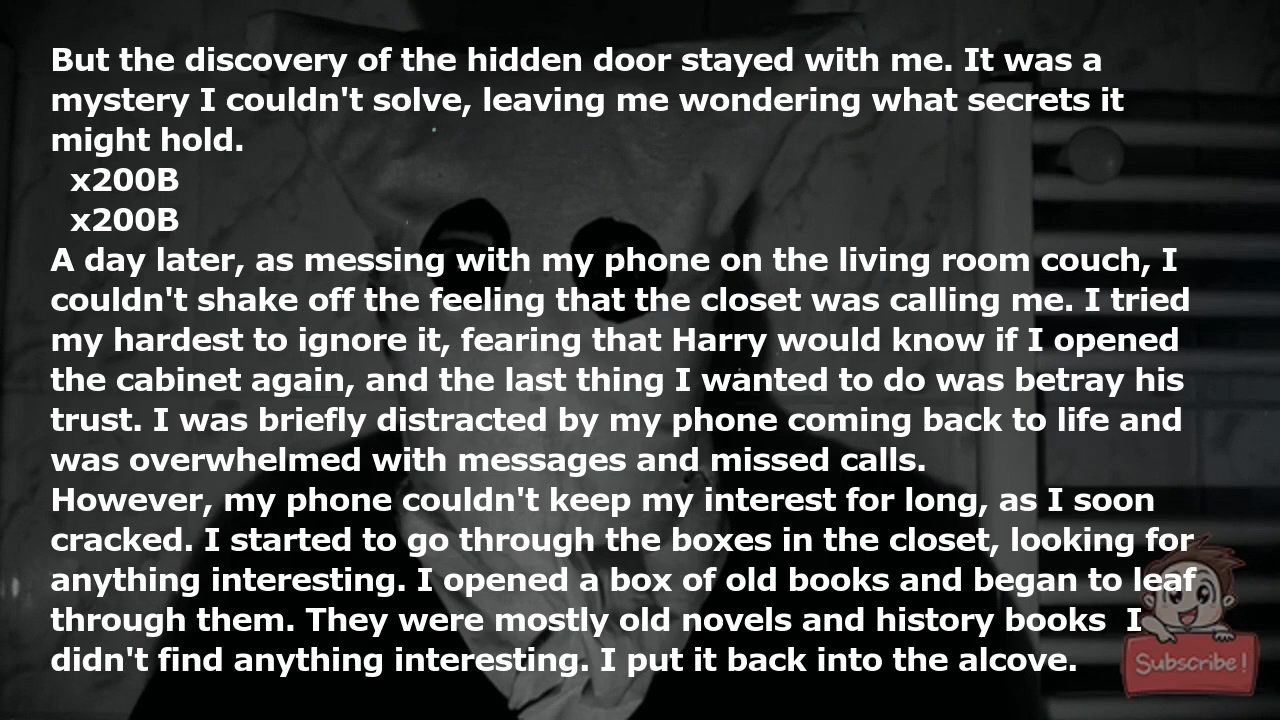 But the discovery of the hidden door stayed with me. It was a
mystery I couldn't solve, leaving me wondering what secrets it
might hold.
x200B
x200B
A day later, as messing with my phone on the living room couch, I
couldn't shake off the feeling that the closet was calling me. I tried
my hardest to ignore it, fearing that Harry would know if I opened
the cabinet again, and the last thing I wanted to do was betray his
trust. I was briefly distracted by my phone coming back to life and
was overwhelmed with messages and missed calls.
However, my phone couldn't keep my interest for long, as I soon
cracked. I started to go through the boxes in the closet, looking for
anything interesting. I opened a box of old books and began to leaf
through them. They were mostly old novels and history books  I
didn't find anything interesting. I put it back into the alcove.
Subscribe!